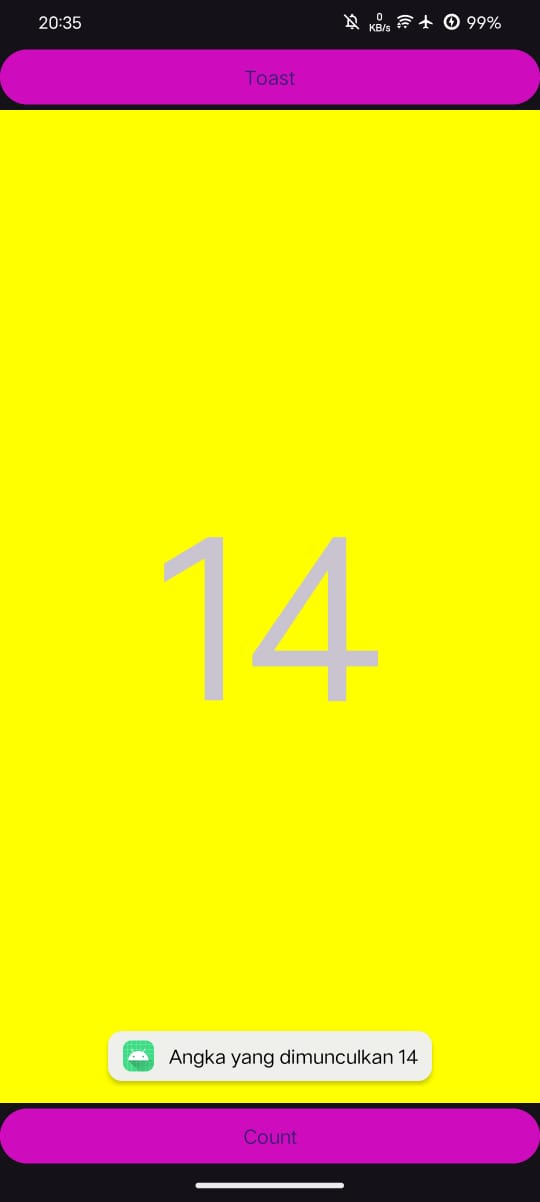 20:35 0 KB/s 99%
Toast
14
Angka yang dimunculkan 14
Count